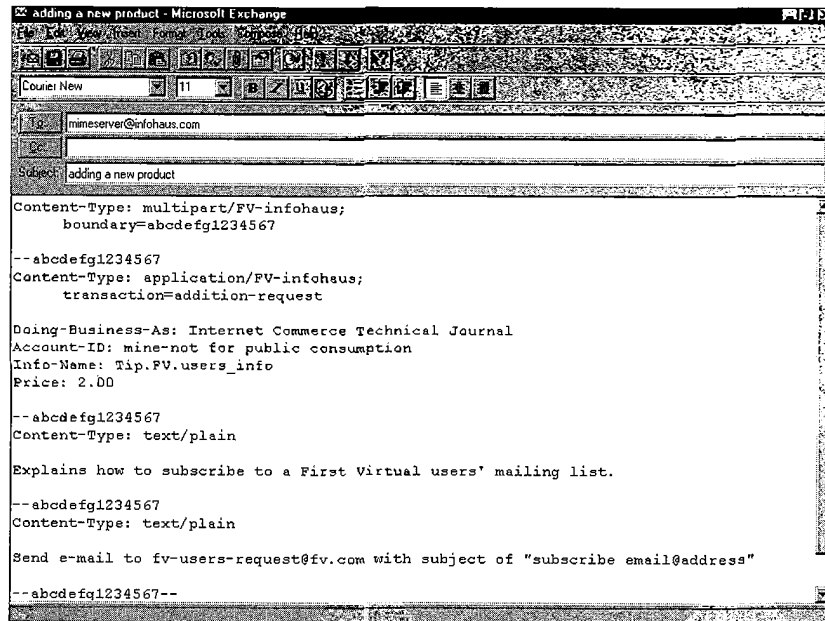 adding a new product - Microsoft Exchange
File Edit View Insert Format Tools Compose Help
Courier New 11
To...
mimeserver@infohaus.com
Cc...
Subject: adding a new product
Content-Type: multipart/FV-infohaus;
boundary=abcdefg1234567
--abcdefg1234567
Content-Type: application/FV-infohaus;
transaction=addition-request
Doing-Business-As: Internet Commerce Technical Journal
Account-ID: mine-not for public consumption
Info-Name: Tip.FV.users_info
Price: 2.00
--abcdefg1234567
Content-Type: text/plain
Explains how to subscribe to a First Virtual users' mailing list.
--abcdefg1234567
Content-Type: text/plain
Send e-mail to fv-users-request@fv.com with subject of "subscribe email@address"
--abcdefg1234567--